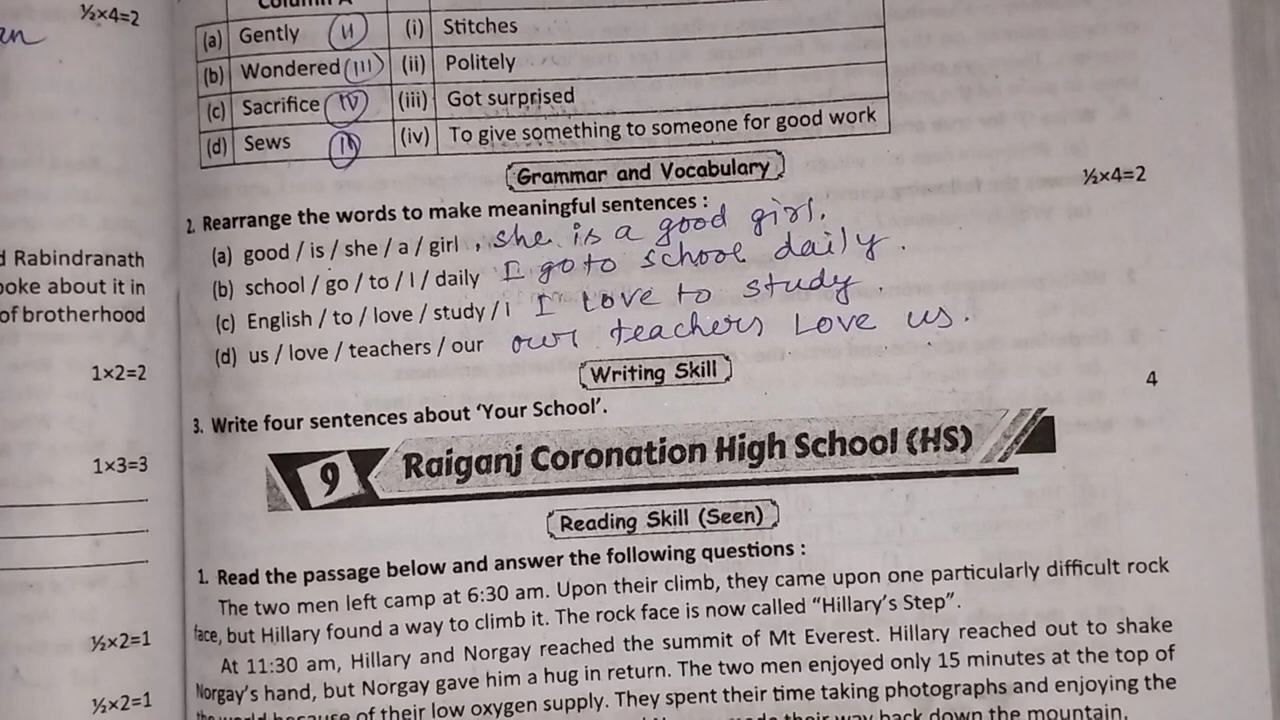 ½×4=2
Column A
(a) Gently (ii) (i) Stitches
(b) Wondered (III) (ii) Politely
(c) Sacrifice (IV) (iii) Got surprised
(d) Sews (iv) To give something to someone for good work
Grammar and Vocabulary
2. Rearrange the words to make meaningful sentences : ½×4=2
(a) good / is / she / a / girl , she is a good girl.
(b) school / go / to / I / daily I go to school daily.
(c) English / to / love / study / I I Love to study.
(d) us / love / teachers / our our teachers Love us.
Writing Skill
3. Write four sentences about ‘Your School’. 4
9 Raiganj Coronation High School (HS)
Reading Skill (Seen)
1. Read the passage below and answer the following questions :
The two men left camp at 6:30 am. Upon their climb, they came upon one particularly difficult rock
face, but Hillary found a way to climb it. The rock face is now called “Hillary’s Step”.
At 11:30 am, Hillary and Norgay reached the summit of Mt Everest. Hillary reached out to shake
Norgay’s hand, but Norgay gave him a hug in return. The two men enjoyed only 15 minutes at the top of
the world because of their low oxygen supply. They spent their time taking photographs and enjoying the
made their way back down the mountain.
Rabindranath
spoke about it in
of brotherhood
1×2=2
1×3=3
½×2=1
½×2=1